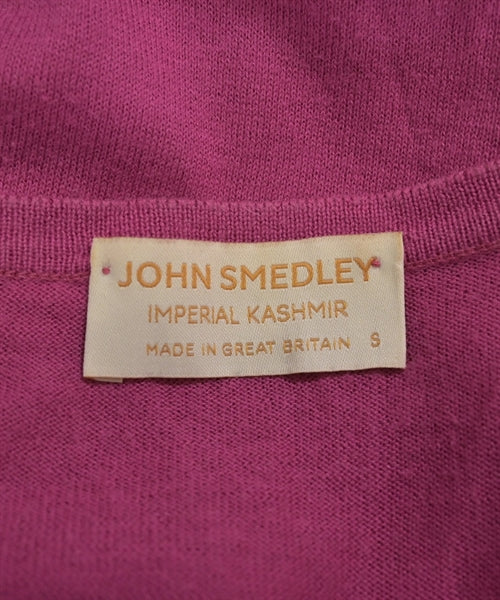 JOHN SMEDLEY
IMPERIAL KASHMIR
MADE IN GREAT BRITAIN S